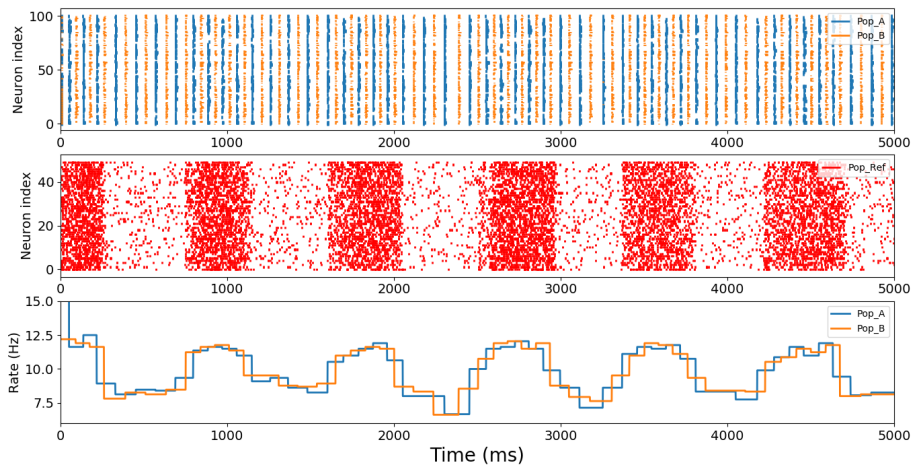 100
50
0
Neuron index
Pop_A
Pop_B
0 1000 2000 3000 4000 5000
40
20
0
Neuron index
Pop_Ref
0 1000 2000 3000 4000 5000
15.0
12.5
10.0
7.5
Rate (Hz)
Pop_A
Pop_B
0 1000 2000 3000 4000 5000
Time (ms)